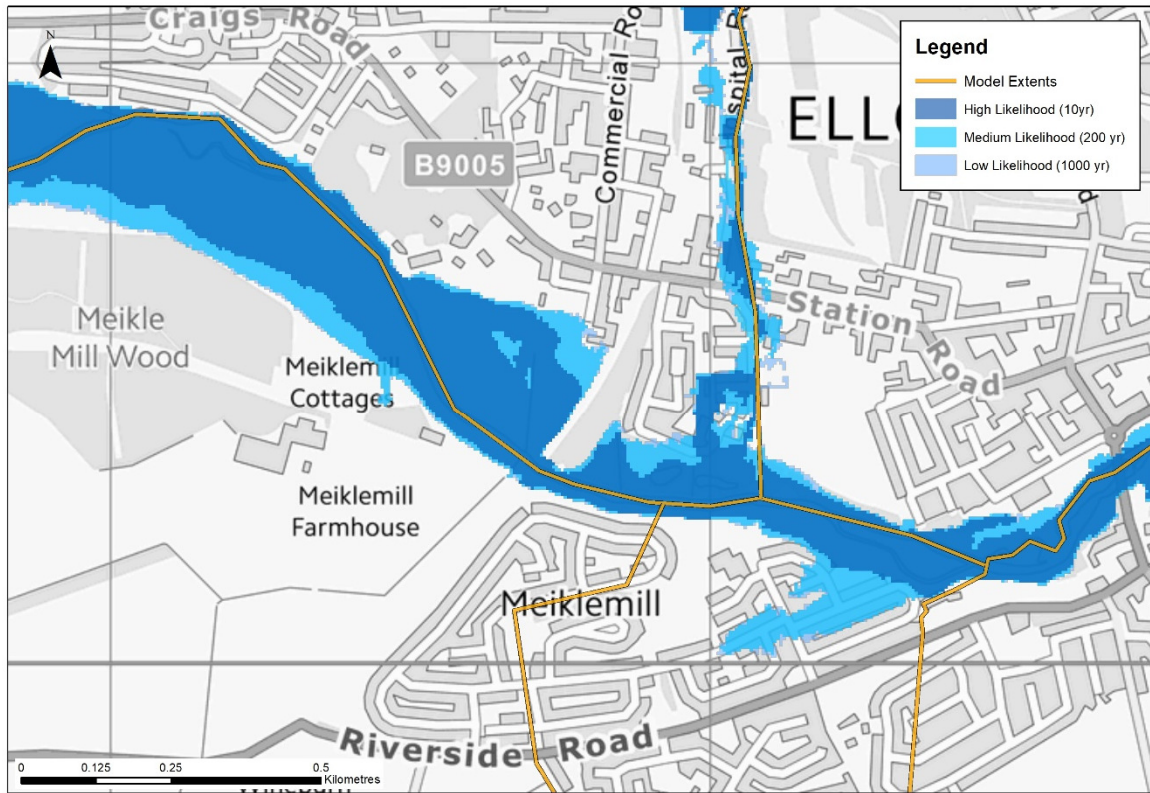 Craigs Road
N
Commercial Ro
spital R
ELLO
B9005
Station Road
Meikle
Mill Wood
Meiklemill
Cottages
Meiklemill
Farmhouse
Meiklemill
Riverside Road
Legend
Model Extents
High Likelihood (10yr)
Medium Likelihood (200 yr)
Low Likelihood (1000 yr)
0 0.125 0.25 0.5
Kilometres